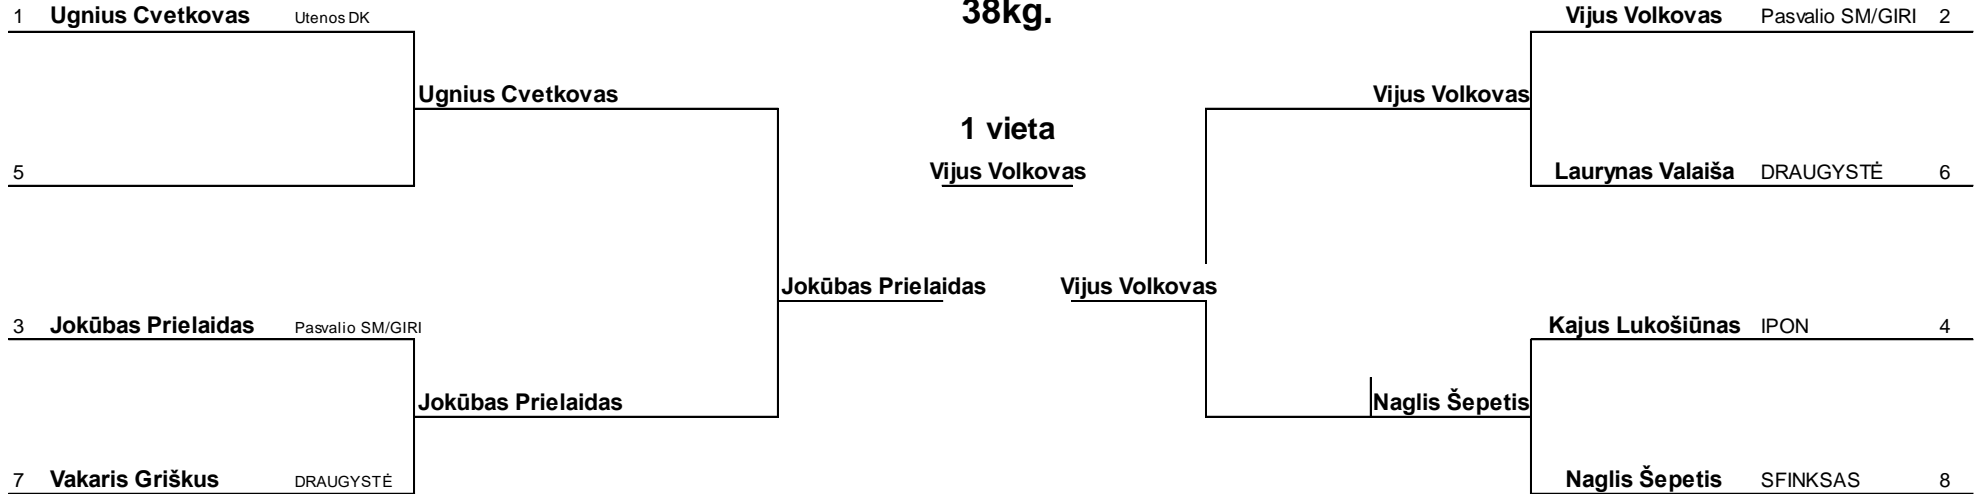 38kg.
1 Ugnius Cvetkovas Utenos DK
Vijus Volkovas Pasvalio SM/GIRI 2
Ugnius Cvetkovas
Vijus Volkovas
1 vieta
5
Vijus Volkovas
Laurynas Valaiša DRAUGYSTĖ 6
Jokūbas Prielaidas
Vijus Volkovas
3 Jokūbas Prielaidas Pasvalio SM/GIRI
Kajus Lukošiūnas IPON 4
Jokūbas Prielaidas
Naglis Šepetis
7 Vakaris Griškus DRAUGYSTĖ
Naglis Šepetis SFINKSAS 8